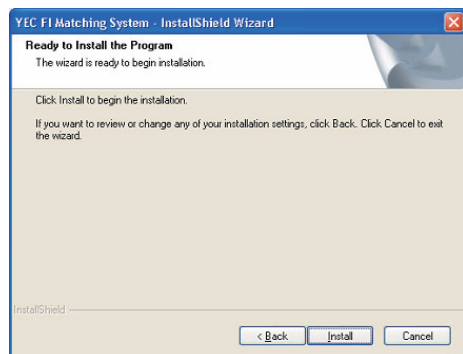 YEC FI Matching System - InstallShield Wizard
Ready to Install the Program
The wizard is ready to begin installation.
Click Install to begin the installation.
If you want to review or change any of your installation settings, click Back. Click Cancel to exit
the wizard.
InstallShield
< Back
Install
Cancel